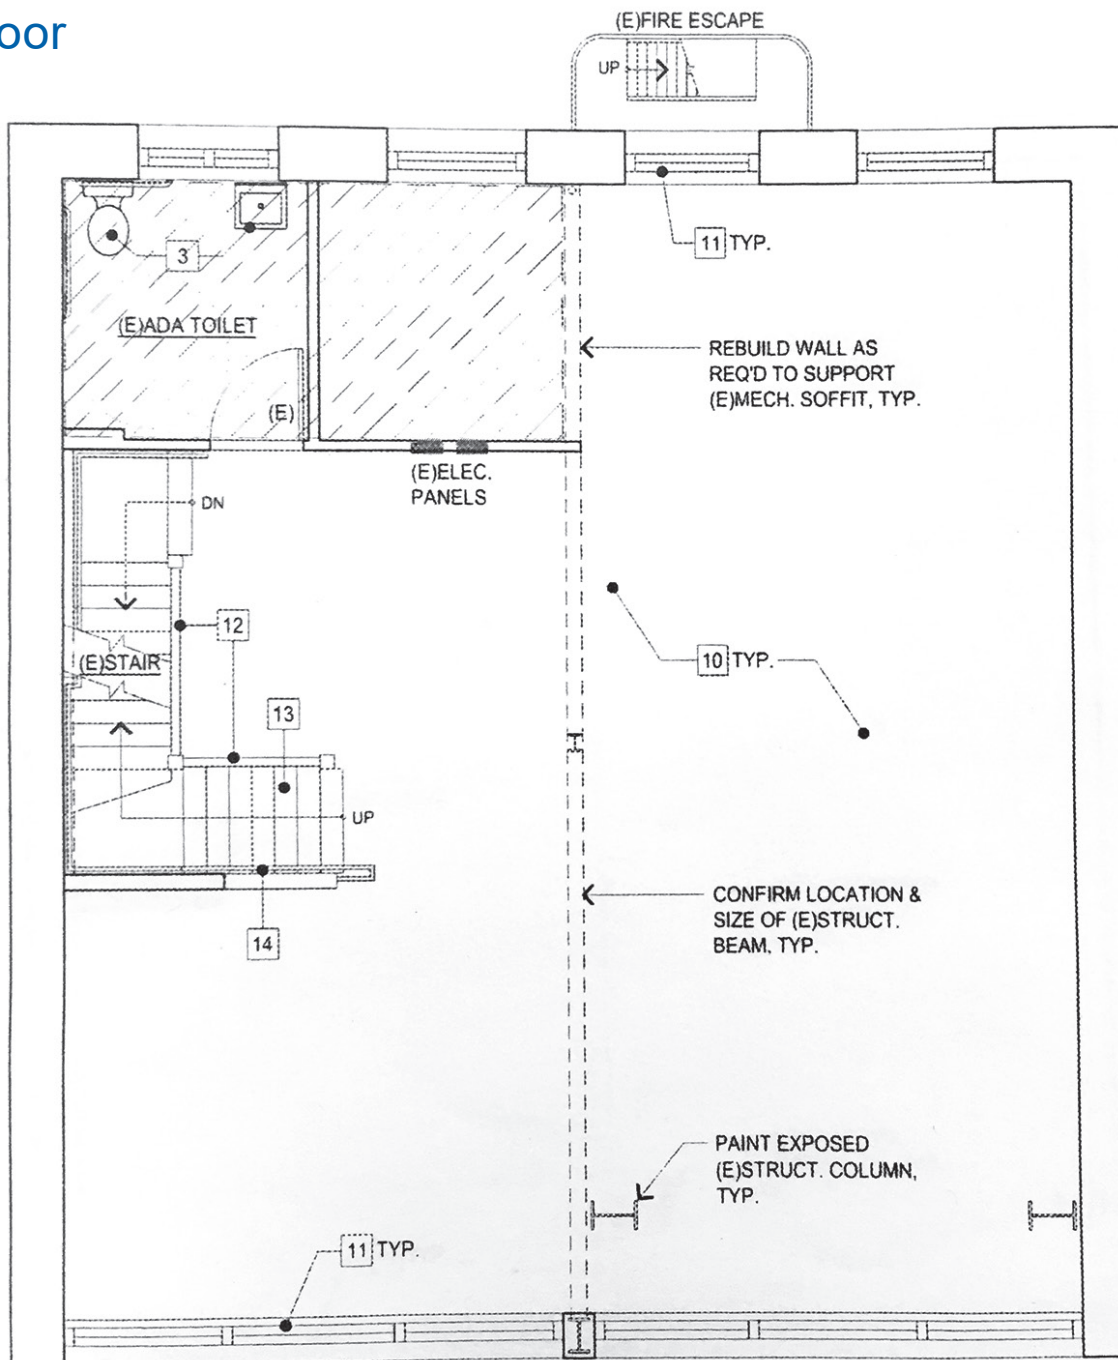 oor
(E)FIRE ESCAPE
UP
11 TYP.
3
(E)ADA TOILET
REBUILD WALL AS
REQ'D TO SUPPORT
(E)MECH. SOFFIT, TYP.
(E)
(E)ELEC.
PANELS
DN
12
(E)STAIR
10 TYP.
13
UP
CONFIRM LOCATION &
SIZE OF (E)STRUCT.
BEAM, TYP.
14
PAINT EXPOSED
(E)STRUCT. COLUMN,
TYP.
11 TYP.